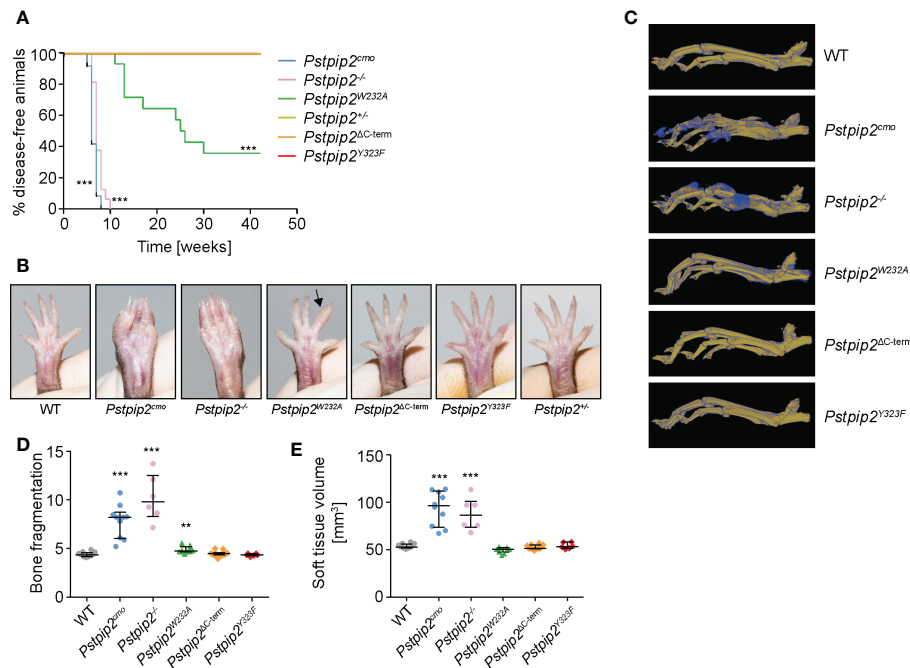 A
% disease-free animals
100
80
60
40
20
0
***
***
***
0
10
20
30
40
50
Time [weeks]
Pstpip2cmo
Pstpip2-/-
Pstpip2W232A
Pstpip2+/-
Pstpip2ΔC-term
Pstpip2Y323F
B
WT
Pstpip2cmo
Pstpip2-/-
Pstpip2W232A
Pstpip2ΔC-term
Pstpip2Y323F
Pstpip2+/-
C
WT
Pstpip2cmo
Pstpip2-/-
Pstpip2W232A
Pstpip2ΔC-term
Pstpip2Y323F
D
Bone fragmentation
15
10
5
0
***
***
**
WT
Pstpip2cmo
Pstpip2-/-
Pstpip2W232A
Pstpip2ΔC-term
Pstpip2Y323F
E
Soft tissue volume
[mm3]
150
100
50
0
***
***
WT
Pstpip2cmo
Pstpip2-/-
Pstpip2W232A
Pstpip2ΔC-term
Pstpip2Y323F